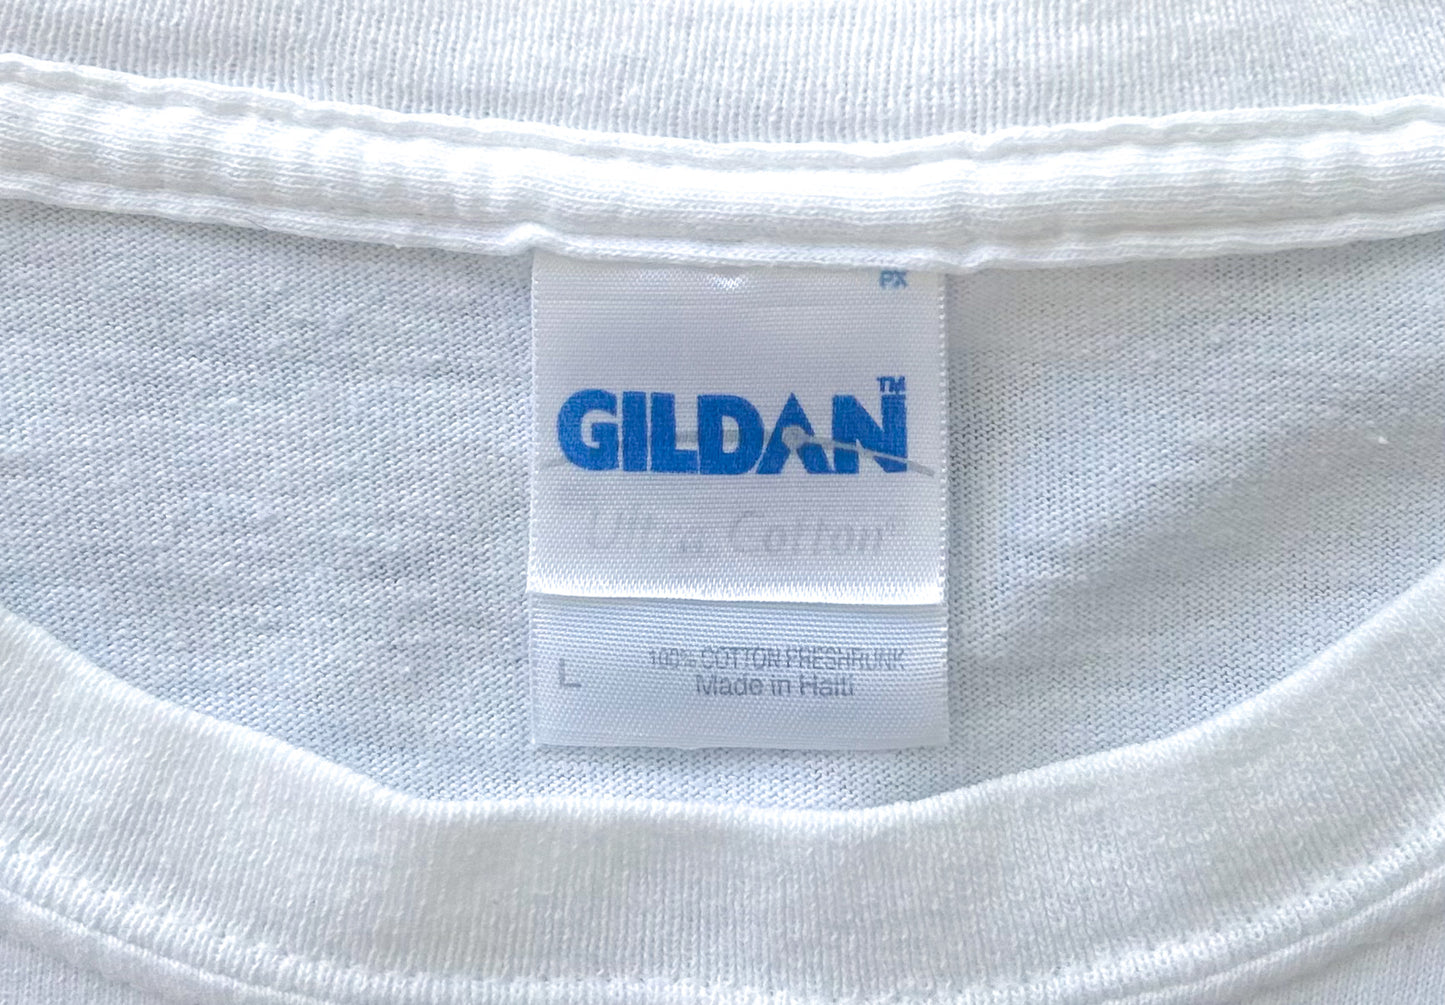 PX
GILDAN™
Ultra Cotton®
100% COTTON PRESHRUNK
L Made in Haiti